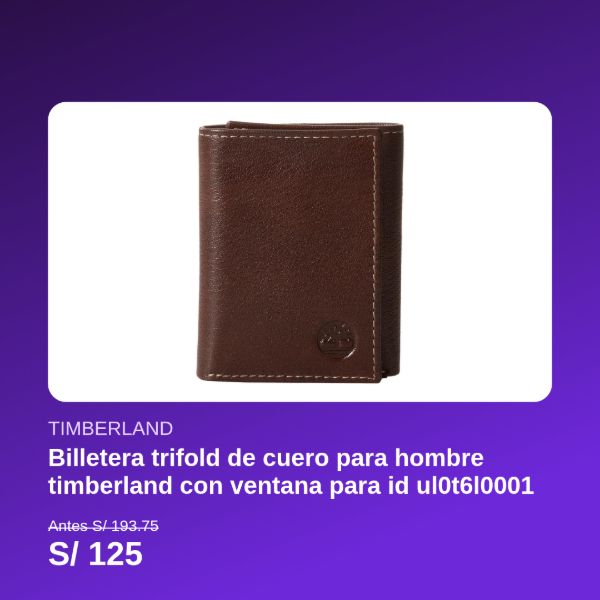 TIMBERLAND
Billetera trifold de cuero para hombre
timberland con ventana para id ul0t6l0001
Antes S/ 193.75
S/ 125